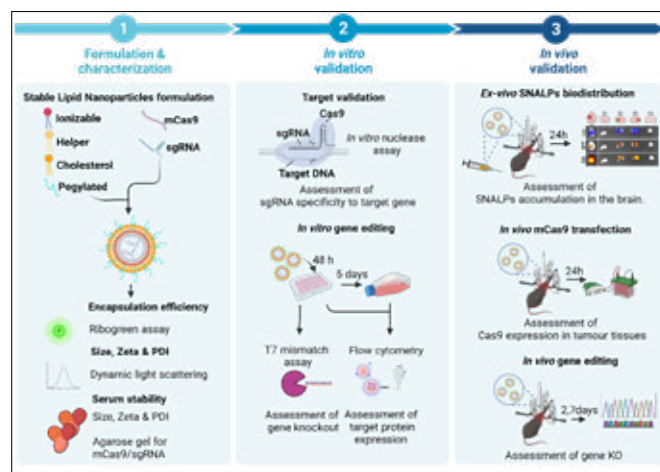 1
Formulation &
characterization
Stable Lipid Nanoparticles formulation
Ionizable
Helper
Cholesterol
Pegylated
mCas9
sgRNA
Encapsulation efficiency
Ribogreen assay
Size, Zeta & PDI
Dynamic light scattering
Serum stability
Size, Zeta & PDI
Agarose gel for
mCas9/sgRNA
2
In vitro
validation
Target validation
Cas9
sgRNA
Target DNA
In vitro nuclease
assay
Assessment of
sgRNA specificity to target gene
In vitro gene editing
48 h
5 days
T7 mismatch
assay
Assessment of
gene knockout
Flow cytometry
Assessment of
target protein
expression
3
In vivo
validation
Ex-vivo SNALPs biodistribution
24h
Assessment of
SNALPs accumulation in the brain.
In vivo mCas9 transfection
24h
Assessment of
Cas9 expression in tumour tissues
In vivo gene editing
2,7days
Assessment of gene KO